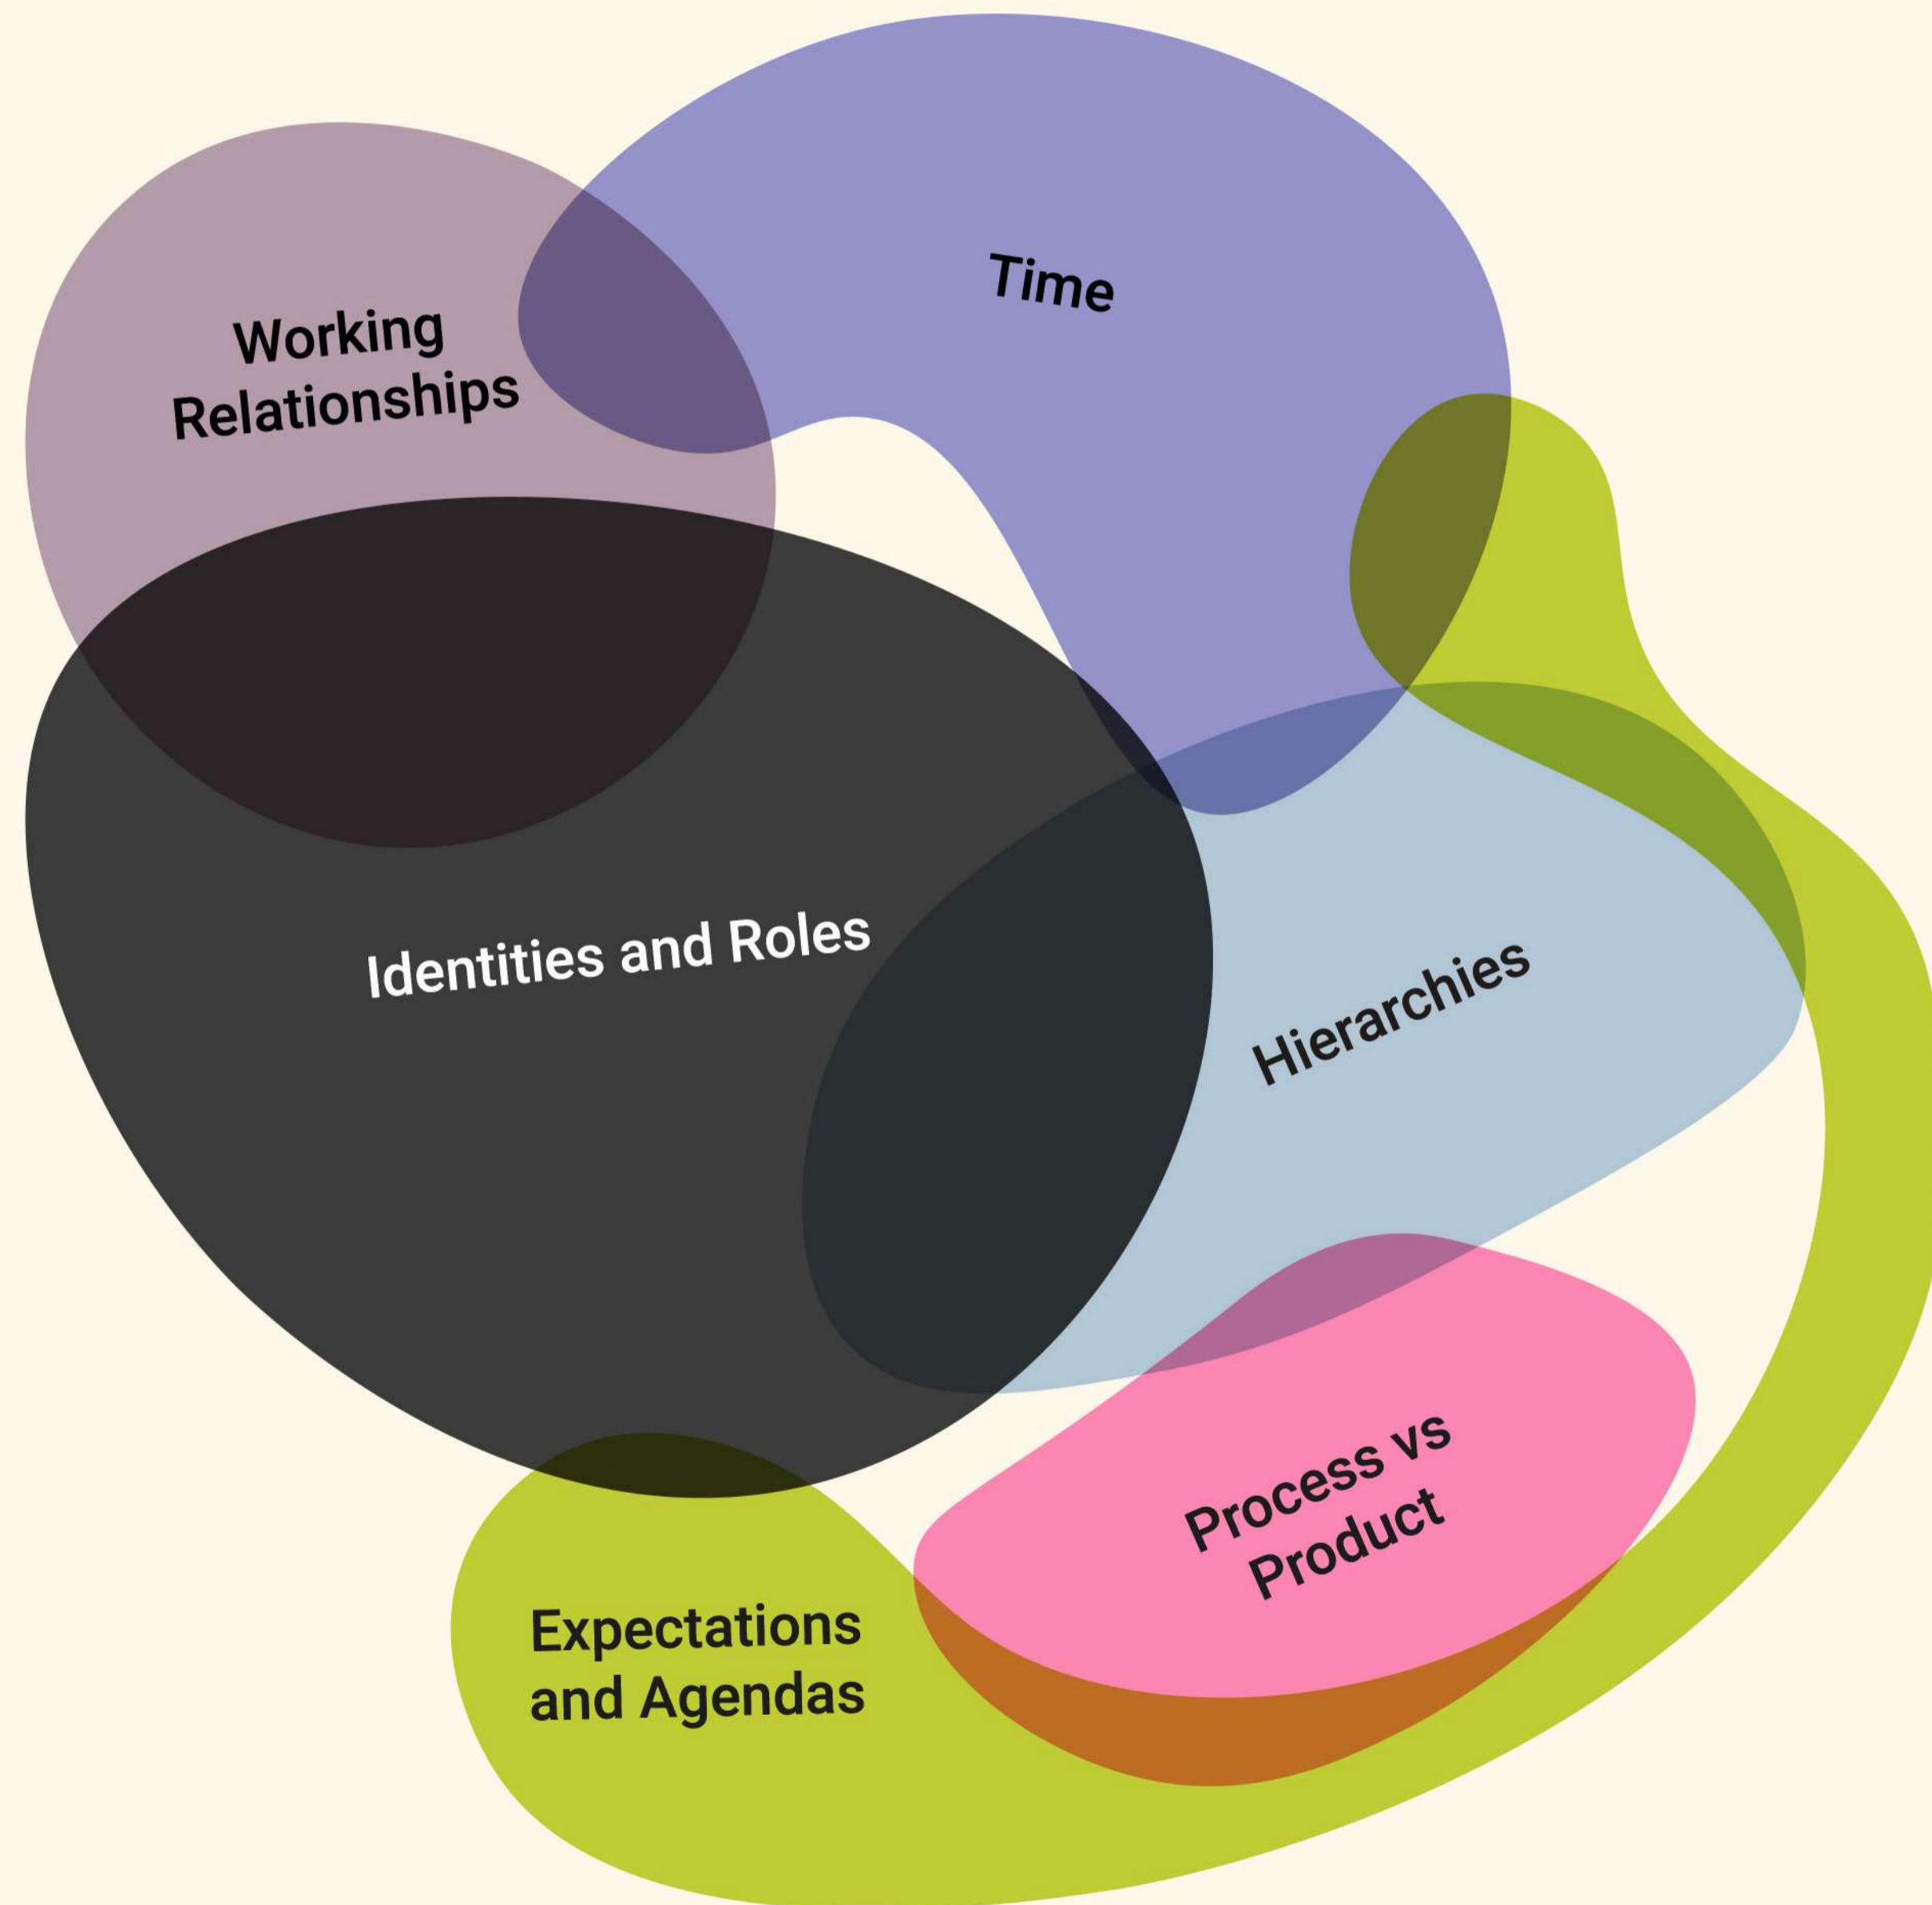 Time
Working
Relationships
Identities and Roles
Hierarchies
Process vs
Product
Expectations
and Agendas